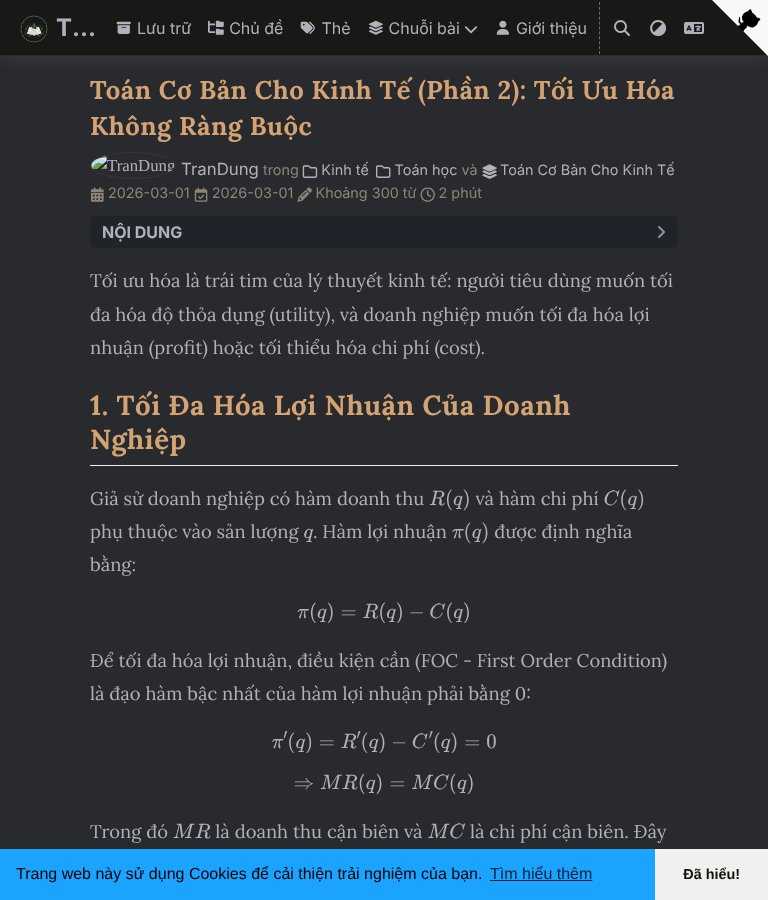 T... Lưu trữ Chủ đề Thẻ Chuỗi bài Giới thiệu
Toán Cơ Bản Cho Kinh Tế (Phần 2): Tối Ưu Hóa
Không Ràng Buộc
TranDung TranDung trong Kinh tế Toán học và Toán Cơ Bản Cho Kinh Tế
2026-03-01 2026-03-01 Khoảng 300 từ 2 phút
NỘI DUNG
Tối ưu hóa là trái tim của lý thuyết kinh tế: người tiêu dùng muốn tối
đa hóa độ thỏa dụng (utility), và doanh nghiệp muốn tối đa hóa lợi
nhuận (profit) hoặc tối thiểu hóa chi phí (cost).
1. Tối Đa Hóa Lợi Nhuận Của Doanh
Nghiệp
Giả sử doanh nghiệp có hàm doanh thu R(q) và hàm chi phí C(q)
phụ thuộc vào sản lượng q. Hàm lợi nhuận π(q) được định nghĩa
bằng:
π(q) = R(q) − C(q)
Để tối đa hóa lợi nhuận, điều kiện cần (FOC - First Order Condition)
là đạo hàm bậc nhất của hàm lợi nhuận phải bằng 0:
π′(q) = R′(q) − C′(q) = 0
⇒ MR(q) = MC(q)
Trong đó MR là doanh thu cận biên và MC là chi phí cận biên. Đây
Trang web này sử dụng Cookies để cải thiện trải nghiệm của bạn. Tìm hiểu thêm Đã hiểu!